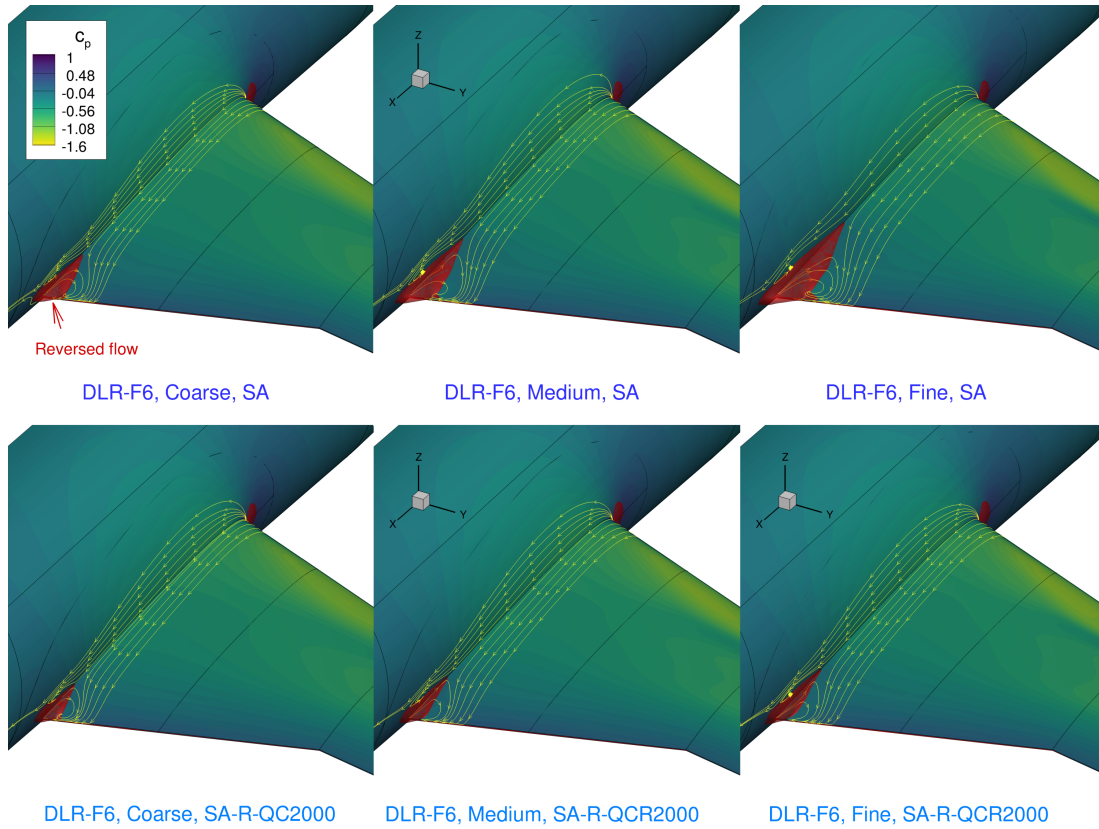 C p
1
0.48
-0.04
-0.56
-1.08
-1.6
Z
X
Y
Reversed flow
DLR-F6, Coarse, SA
DLR-F6, Medium, SA
DLR-F6, Fine, SA
Z
X
Y
Z
X
Y
DLR-F6, Coarse, SA-R-QC2000
DLR-F6, Medium, SA-R-QCR2000
DLR-F6, Fine, SA-R-QCR2000